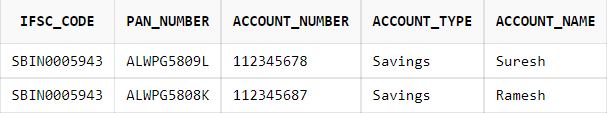 IFSC_CODE PAN_NUMBER ACCOUNT_NUMBER ACCOUNT_TYPE ACCOUNT_NAME
SBIN0005943 ALWPG5809L 112345678 Savings Suresh
SBIN0005943 ALWPG5808K 112345687 Savings Ramesh